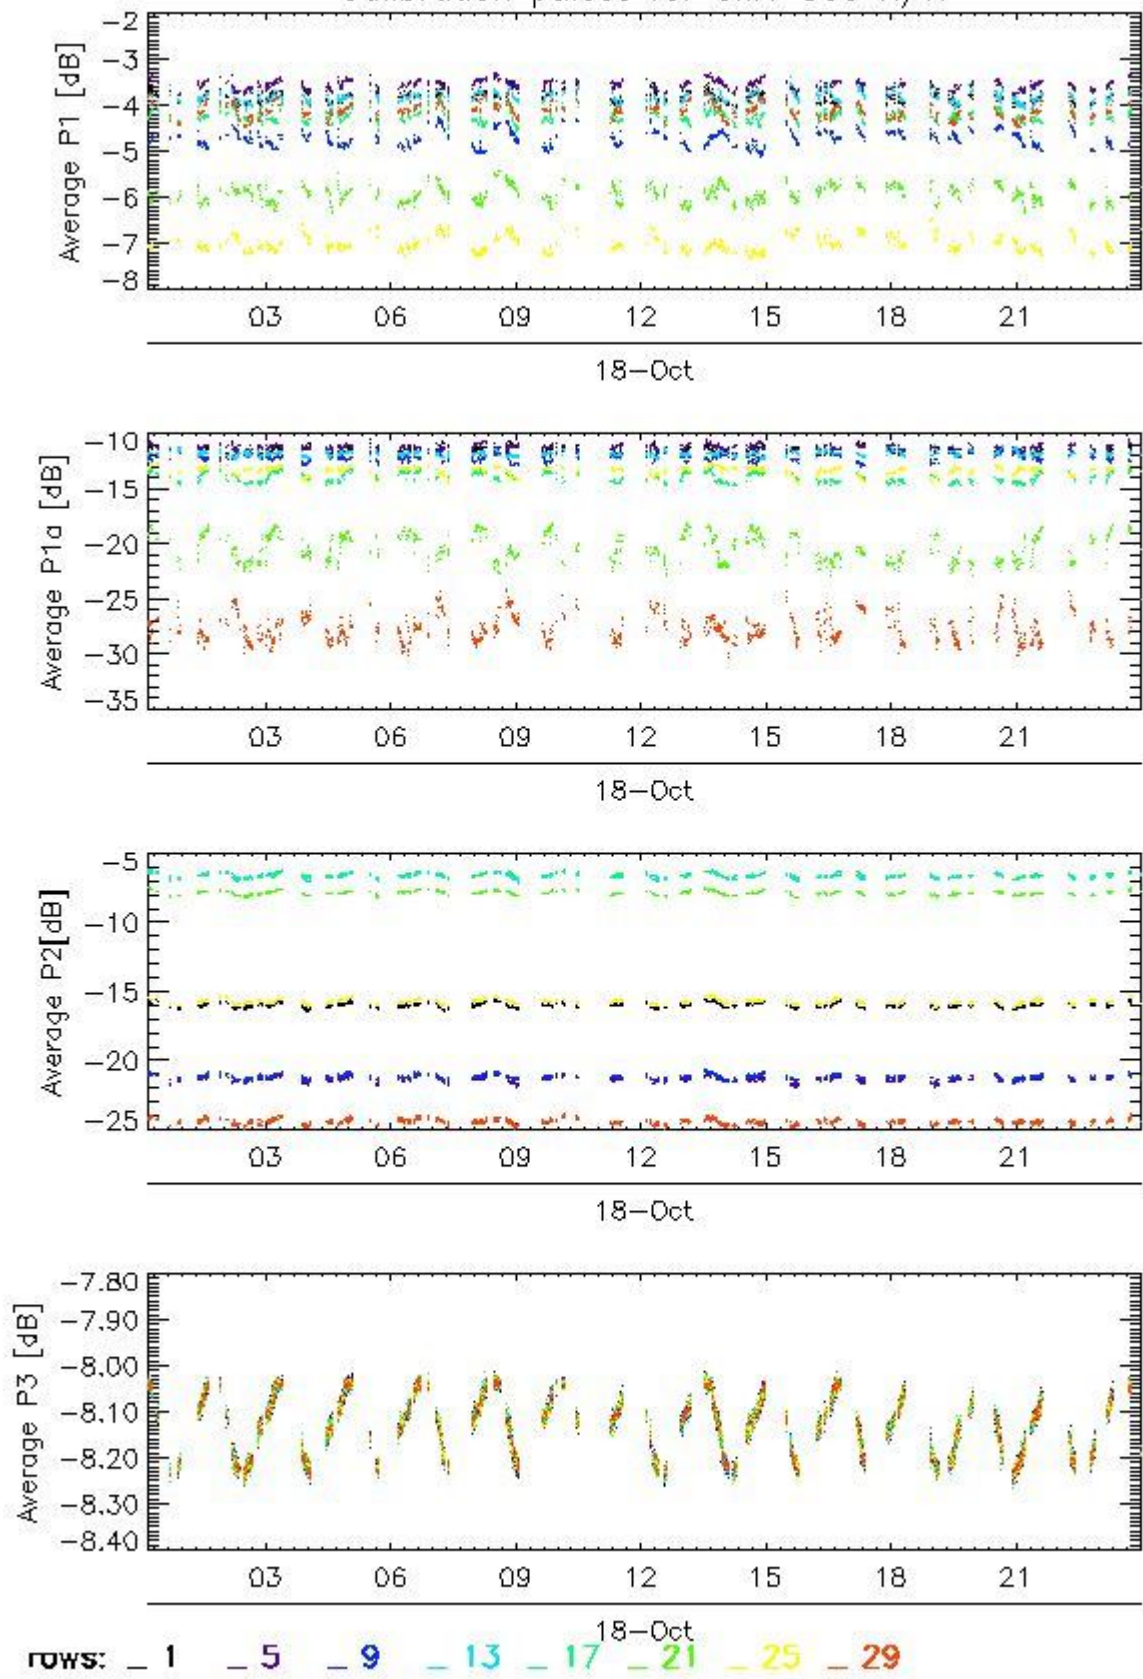 -2
-3
-4
-5
-6
-7
-8
Average P1 [dB]
03 06 09 12 15 18 21
18-Oct
-10
-15
-20
-25
-30
-35
Average P1a [dB]
03 06 09 12 15 18 21
18-Oct
-5
-10
-15
-20
-25
Average P2[dB]
03 06 09 12 15 18 21
18-Oct
-7.80
-7.90
-8.00
-8.10
-8.20
-8.30
-8.40
Average P3 [dB]
03 06 09 12 15 18 21
18-Oct
rows: _ 1 _ 5 _ 9 _ 13 _ 17 _ 21 _ 25 _ 29